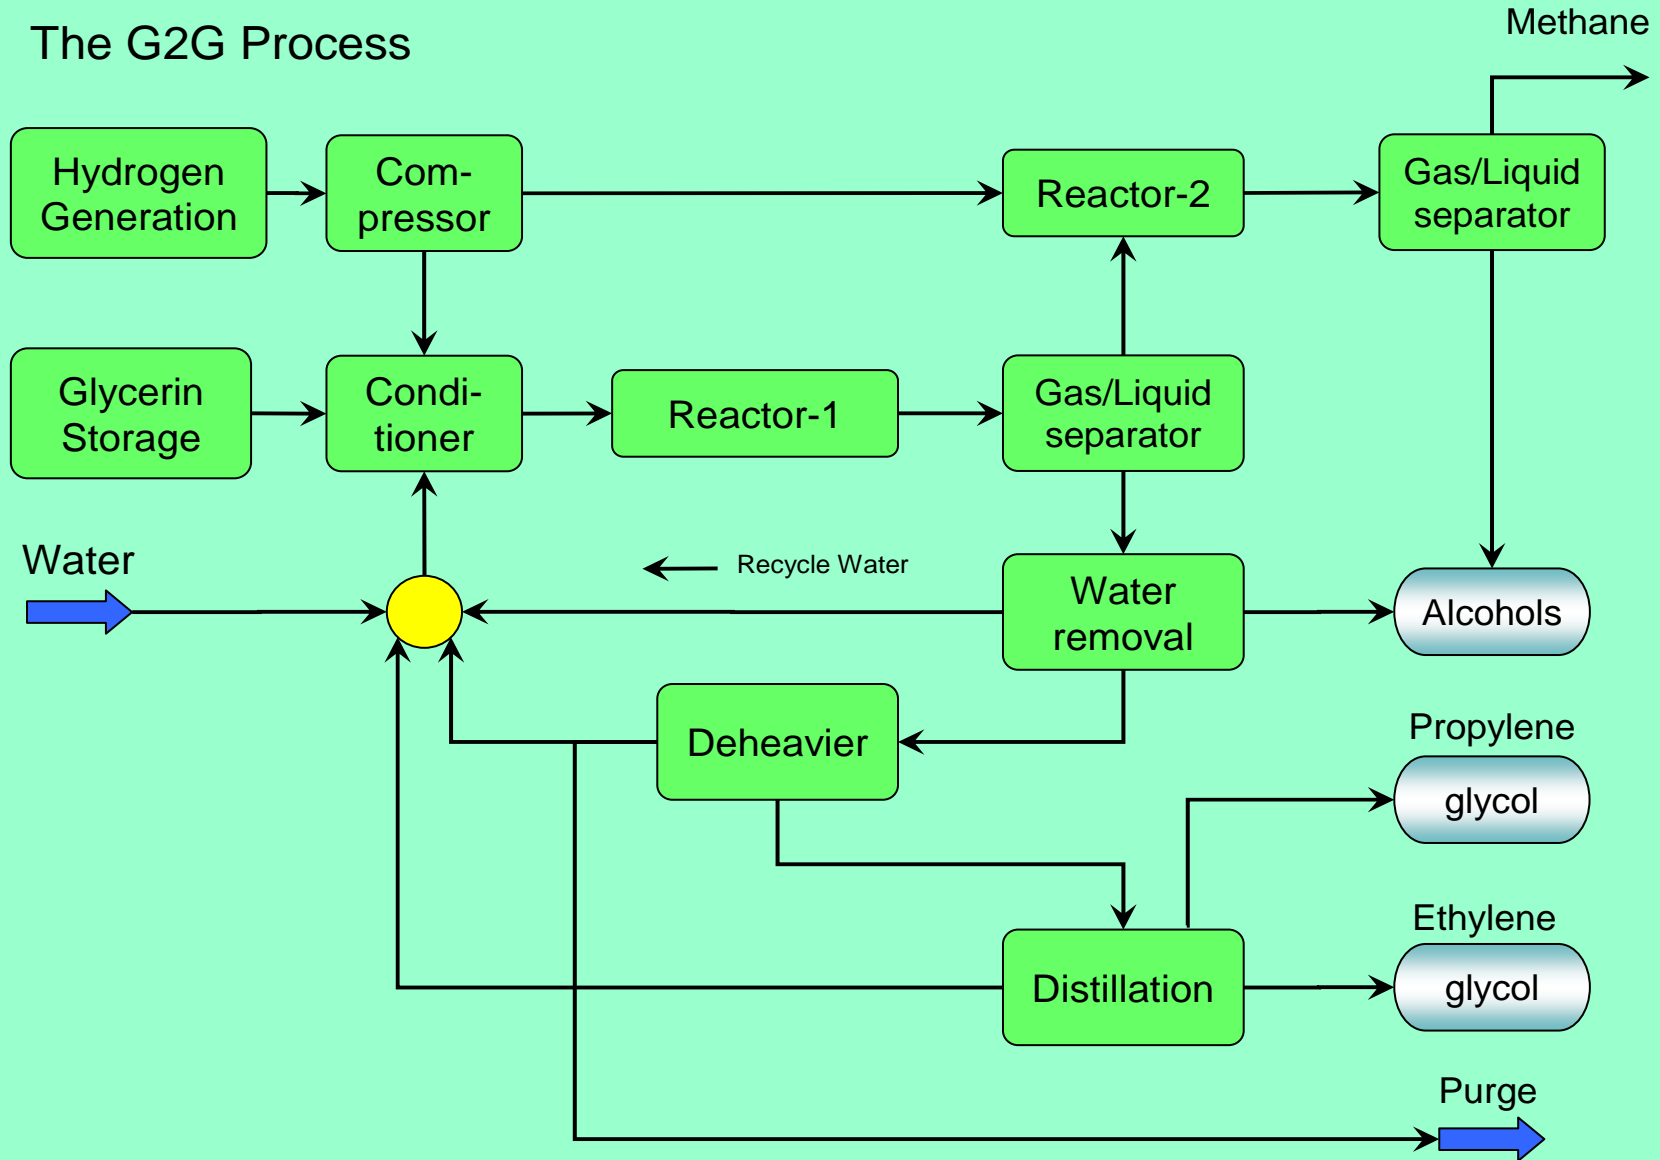 The G2G Process
Methane
Hydrogen
Generation
Com-
pressor
Reactor-2
Gas/Liquid
separator
Glycerin
Storage
Condi-
tioner
Reactor-1
Gas/Liquid
separator
Water
Recycle Water
Water
removal
Alcohols
Deheavier
Propylene
glycol
Ethylene
glycol
Distillation
Purge